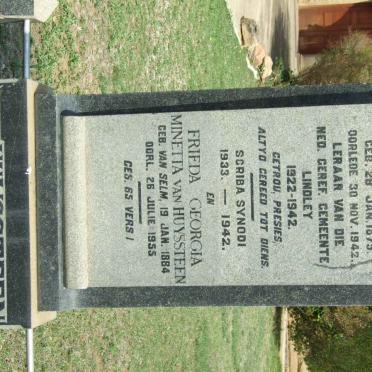 GEB. 28 JAN. 1879
OORLEDE 30 NOV. 1942.
LERAAR VAN DIE
NED. GEREF. GEMEENTE
LINDLEY
1922-1942.
GETROU, PRESIES,
ALTYD GEREED TOT DIENS.
SCRIBA SYNODI
1933. — 1942.
EN
FRIEDA GEORGIA
MINETTA VAN HUYSSTEEN
GEB. VAN SELM, 19 JAN. 1884
OORL. 26 JULIE 1955
GES. 65 VERS 1